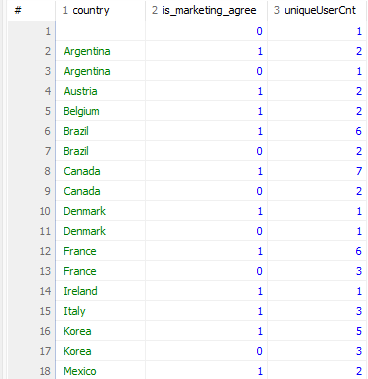 # 1 country 2 is_marketing_agree 3 uniqueUserCnt
1 0 1
2 Argentina 1 2
3 Argentina 0 1
4 Austria 1 2
5 Belgium 1 2
6 Brazil 1 6
7 Brazil 0 2
8 Canada 1 7
9 Canada 0 2
10 Denmark 1 1
11 Denmark 0 1
12 France 1 6
13 France 0 3
14 Ireland 1 1
15 Italy 1 3
16 Korea 1 5
17 Korea 0 3
18 Mexico 1 2